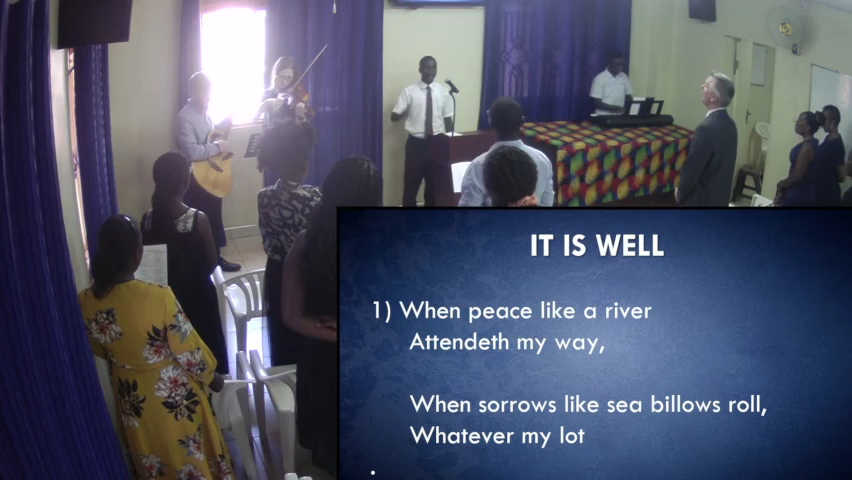 IT IS WELL
1) When peace like a river
Attendeth my way,
When sorrows like sea billows roll,
Whatever my lot
.